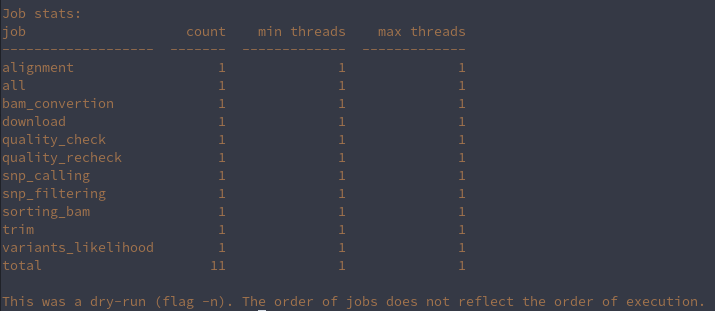 Job stats:
job                    count    min threads    max threads
-------------------  -------  -------------  -------------
alignment                  1              1              1
all                        1              1              1
bam_convertion             1              1              1
download                   1              1              1
quality_check              1              1              1
quality_recheck            1              1              1
snp_calling                1              1              1
snp_filtering              1              1              1
sorting_bam                1              1              1
trim                       1              1              1
variants_likelihood        1              1              1
total                     11              1              1

This was a dry-run (flag -n). The order of jobs does not reflect the order of execution.